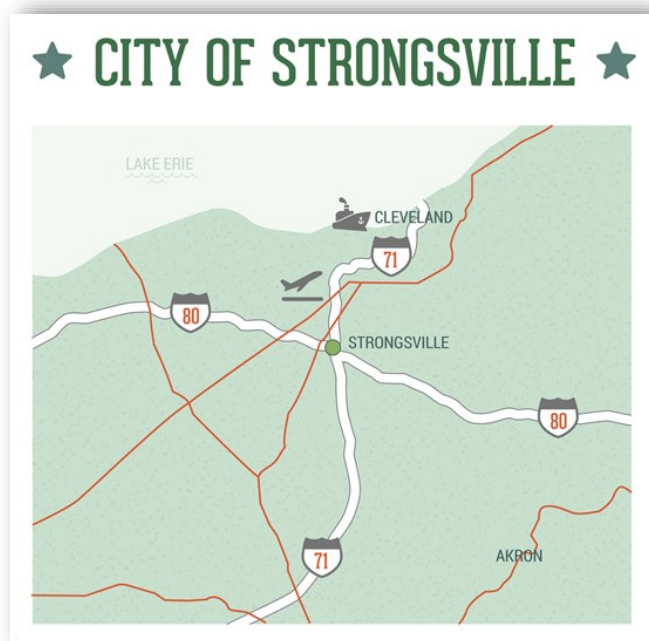 CITY OF STRONGSVILLE
LAKE ERIE
CLEVELAND
71
80
STRONGSVILLE
80
71
AKRON